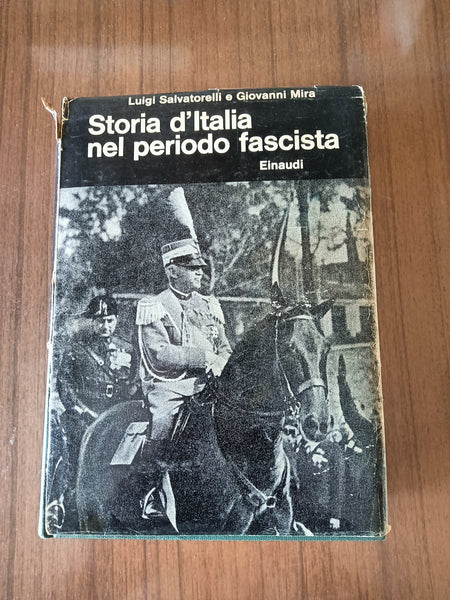 Luigi Salvatorelli e Giovanni Mira
Storia d'Italia
nel periodo fascista
Einaudi